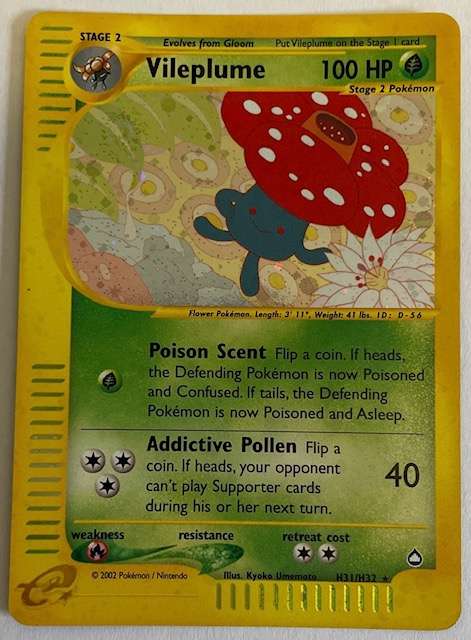 STAGE 2
Evolves from Gloom Put Vileplume on the Stage 1 card
Vileplume 100 HP
Stage 2 Pokémon
Flower Pokémon. Length: 3' 11", Weight: 41 lbs. ID: D-56
Poison Scent Flip a coin. If heads,
the Defending Pokémon is now Poisoned
and Confused. If tails, the Defending
Pokémon is now Poisoned and Asleep.
Addictive Pollen Flip a
coin. If heads, your opponent
can't play Supporter cards
during his or her next turn.
40
weakness resistance retreat cost
© 2002 Pokémon / Nintendo Illus. Kyoko Umemoto H31/H32 ★
e